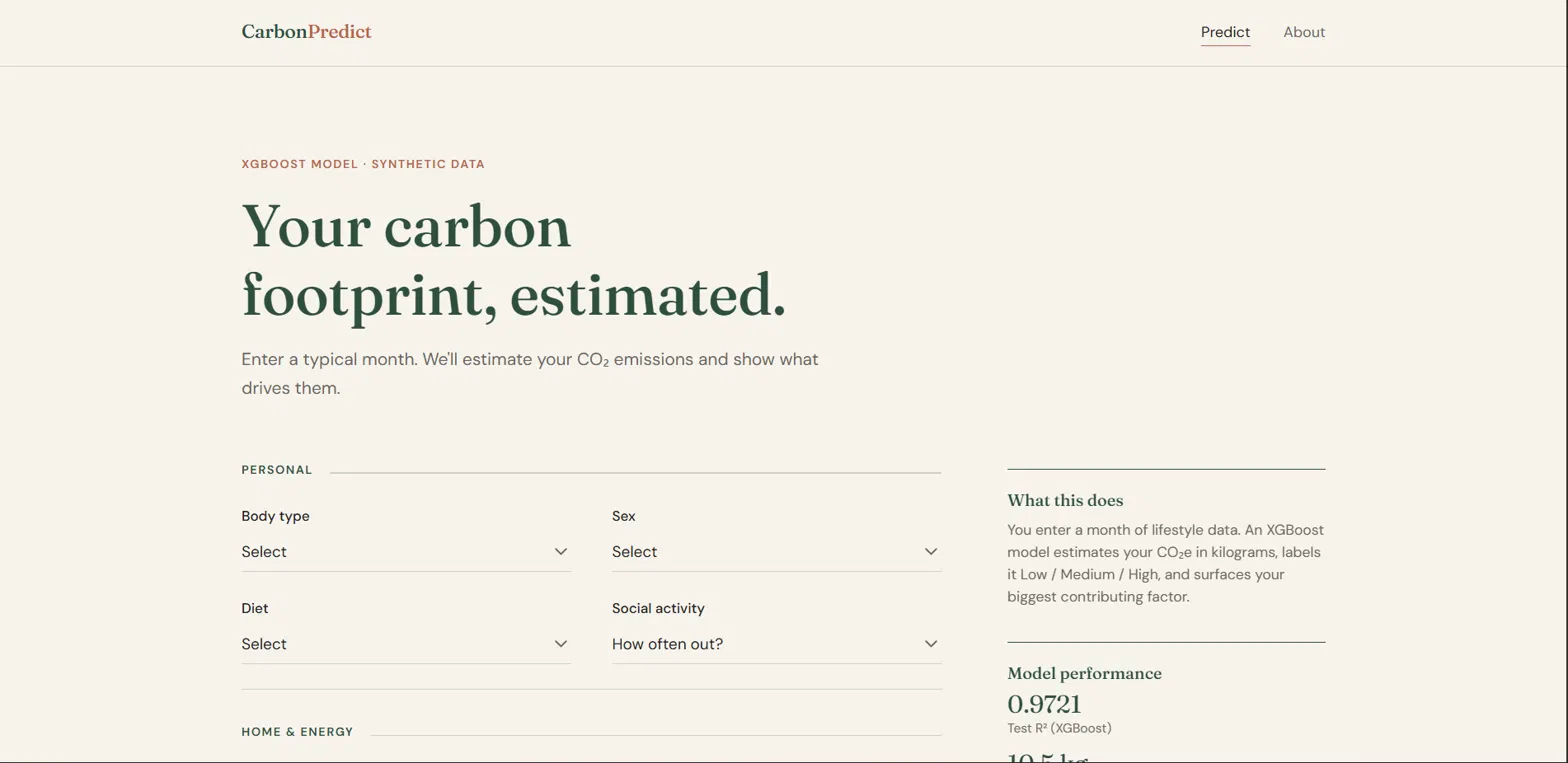 CarbonPredict
Predict
About
XGBOOST MODEL · SYNTHETIC DATA
Your carbon
footprint, estimated.
Enter a typical month. We'll estimate your CO₂ emissions and show what
drives them.
PERSONAL
Body type
Select
Sex
Select
Diet
Select
Social activity
How often out?
HOME & ENERGY
What this does
You enter a month of lifestyle data. An XGBoost
model estimates your CO₂e in kilograms, labels
it Low / Medium / High, and surfaces your
biggest contributing factor.
Model performance
0.9721
Test R² (XGBoost)